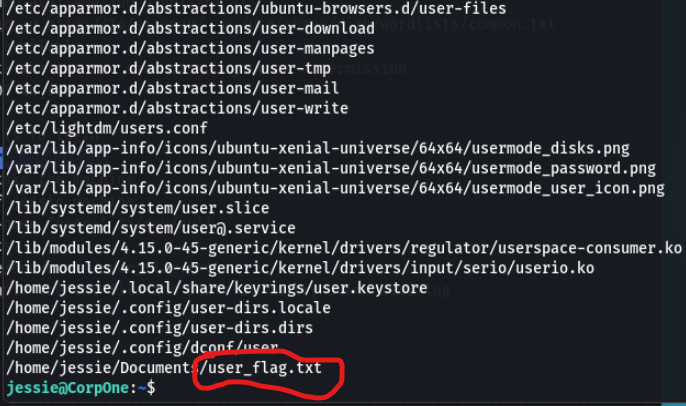 /etc/apparmor.d/abstractions/ubuntu-browsers.d/user-files
/etc/apparmor.d/abstractions/user-download
/etc/apparmor.d/abstractions/user-manpages
/etc/apparmor.d/abstractions/user-tmp
/etc/apparmor.d/abstractions/user-mail
/etc/apparmor.d/abstractions/user-write
/etc/lightdm/users.conf
/var/lib/app-info/icons/ubuntu-xenial-universe/64x64/usermode_disks.png
/var/lib/app-info/icons/ubuntu-xenial-universe/64x64/usermode_password.png
/var/lib/app-info/icons/ubuntu-xenial-universe/64x64/usermode_user_icon.png
/lib/systemd/system/user.slice
/lib/systemd/system/user@.service
/lib/modules/4.15.0-45-generic/kernel/drivers/regulator/userspace-consumer.ko
/lib/modules/4.15.0-45-generic/kernel/drivers/input/serio/userio.ko
/home/jessie/.local/share/keyrings/user.keystore
/home/jessie/.config/user-dirs.locale
/home/jessie/.config/user-dirs.dirs
/home/jessie/.config/dconf/user
/home/jessie/Documents/user_flag.txt
jessie@CorpOne:~$